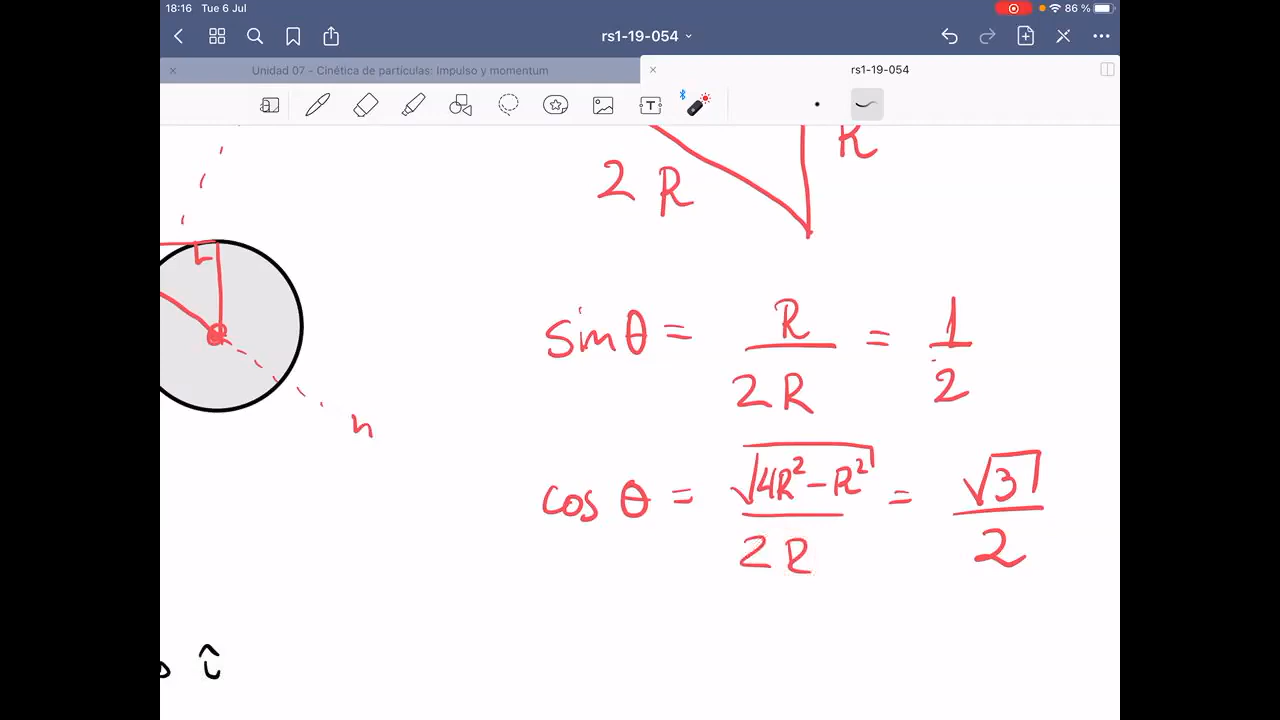 18:16 Tue 6 Jul 86 %
rs1-19-054
Unidad 07 - Cinética de partículas: Impulso y momentum
rs1-19-054
T
R
2 R
sin θ = R / 2R = 1 / 2
n
cos θ = √(4R² − R²) / 2R = √3 / 2
î